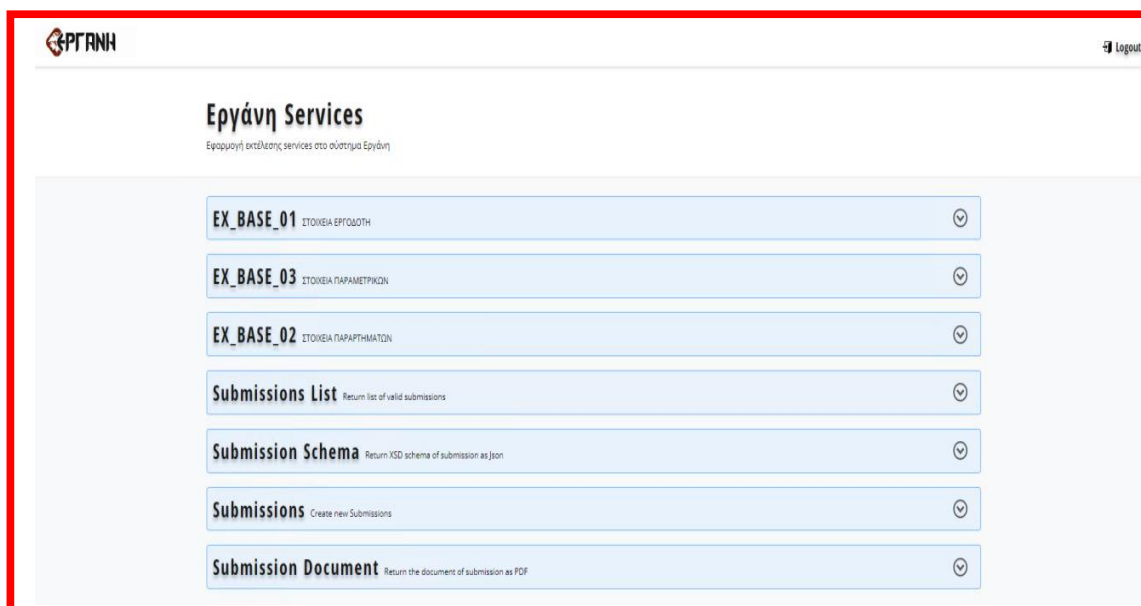 ΕΡΓΑΝΗ
Logout
Εργάνη Services
Εφαρμογή εκτέλεσης services στο σύστημα Εργάνη
EX_BASE_01 ΣΤΟΙΧΕΙΑ ΕΡΓΟΔΟΤΗ
EX_BASE_03 ΣΤΟΙΧΕΙΑ ΠΑΡΑΜΕΤΡΙΚΩΝ
EX_BASE_02 ΣΤΟΙΧΕΙΑ ΠΑΡΑΡΤΗΜΑΤΩΝ
Submissions List Return list of valid submissions
Submission Schema Return XSD schema of submission as Json
Submissions Create new Submissions
Submission Document Return the document of submission as PDF